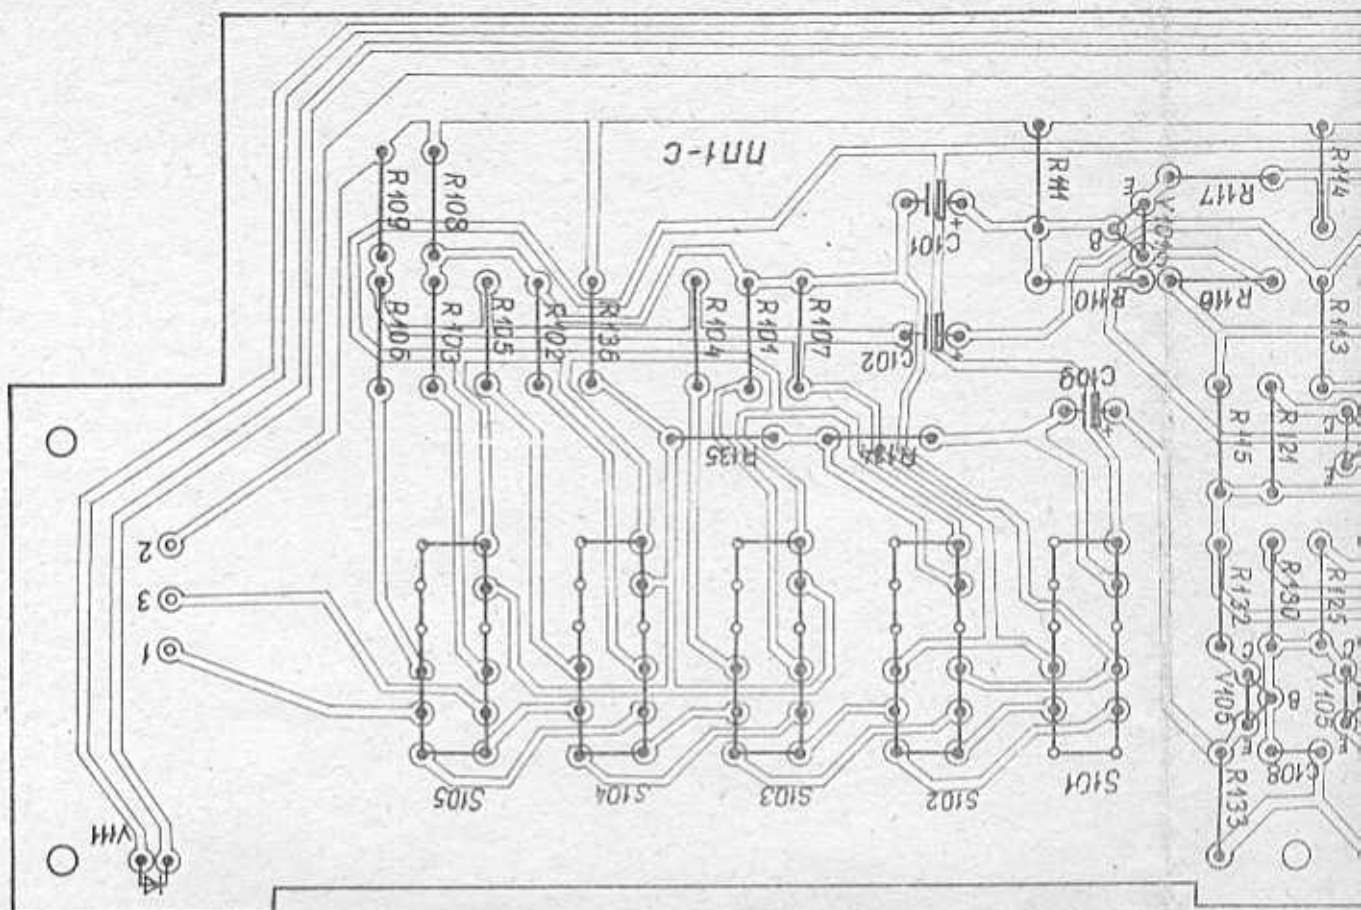 ПП1-С
R109
R108
R106
R103
R105
R102
R136
R104
R101
R107
C101
+
C102
+
C109
+
R111
R110
B
E
R117
R116
R114
R113
R135
R134
R115
R121
R132
R130
R125
2
3
1
V111
S105
S104
S103
S102
S101
V105
C
B
E
C108
R133